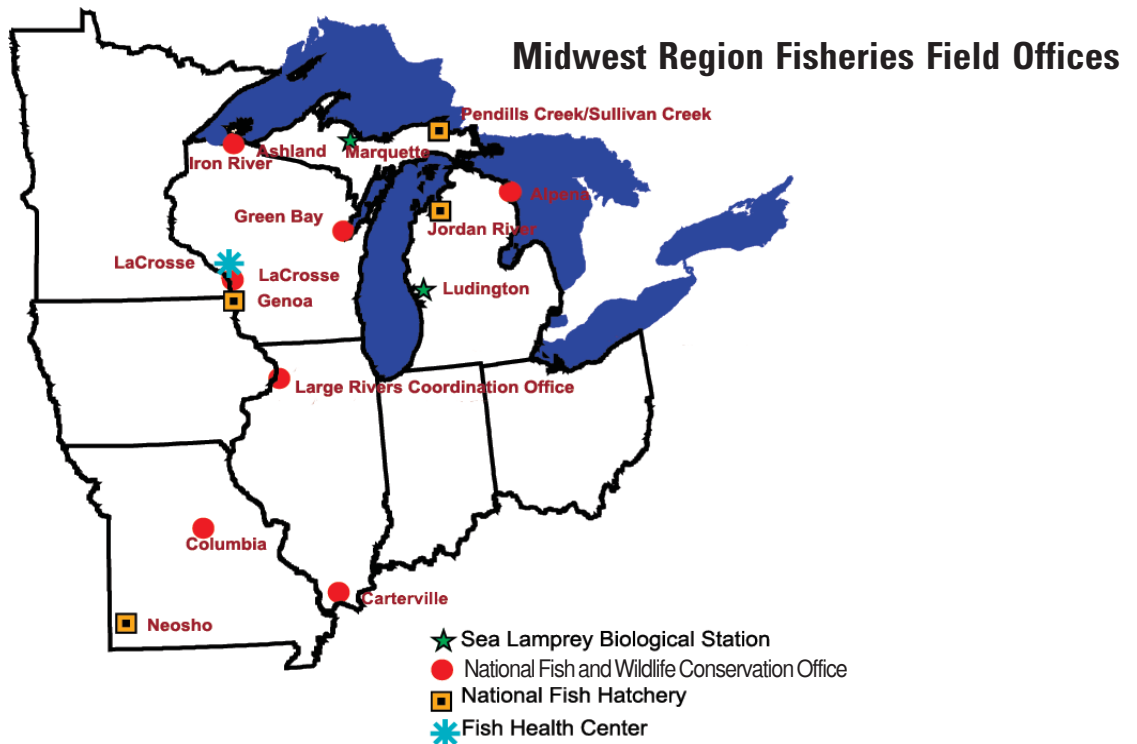 Midwest Region Fisheries Field Offices
Pendills Creek/Sullivan Creek
Ashland
Marquette
Iron River
Alpena
Green Bay
Jordan River
LaCrosse
LaCrosse
Ludington
Genoa
Large Rivers Coordination Office
Columbia
Carterville
Neosho
Sea Lamprey Biological Station
National Fish and Wildlife Conservation Office
National Fish Hatchery
Fish Health Center